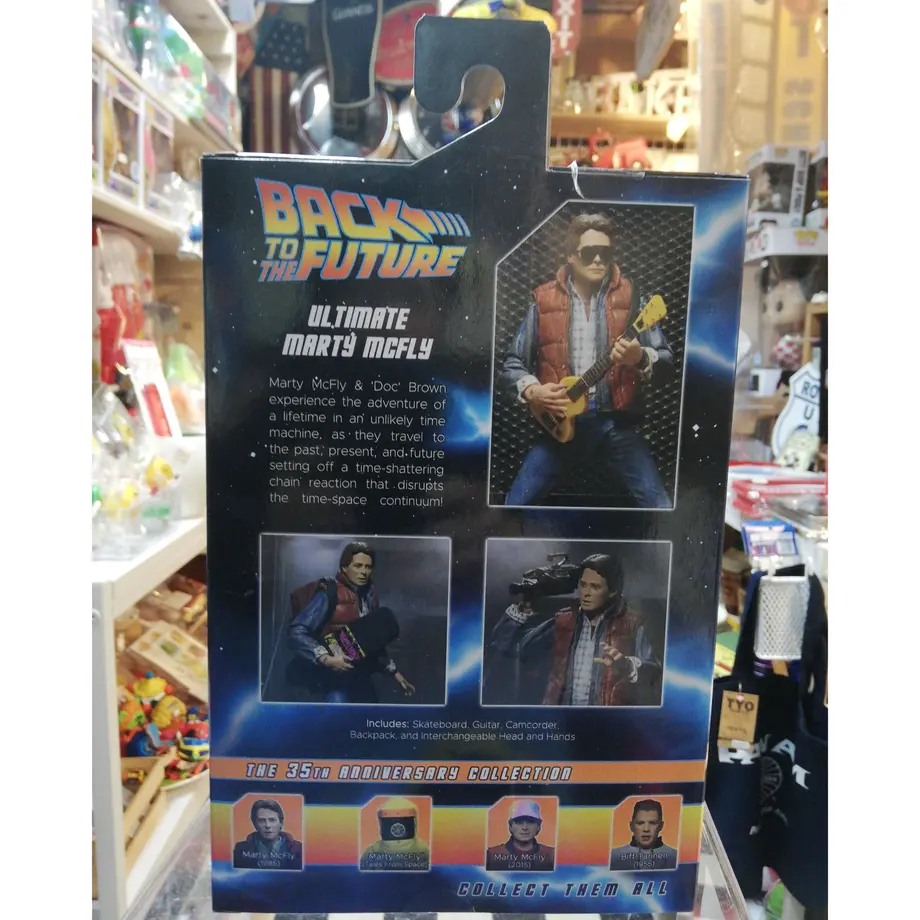 GUINNESS
EXIT
BACK
TO
THE FUTURE
ULTIMATE
MARTY MCFLY
Marty McFly & 'Doc' Brown
experience the adventure of
a lifetime in an unlikely time
machine, as they travel to
the past, present, and future
setting off a time-shattering
chain reaction that disrupts
the time-space continuum!
Includes: Skateboard, Guitar, Camcorder,
Backpack, and Interchangeable Head and Hands
THE 35TH ANNIVERSARY COLLECTION
Marty McFly
(1985)
Marty McFly
(Tales From Space)
Marty McFly
(2015)
Biff Tannen
(1955)
COLLECT THEM ALL
TYO